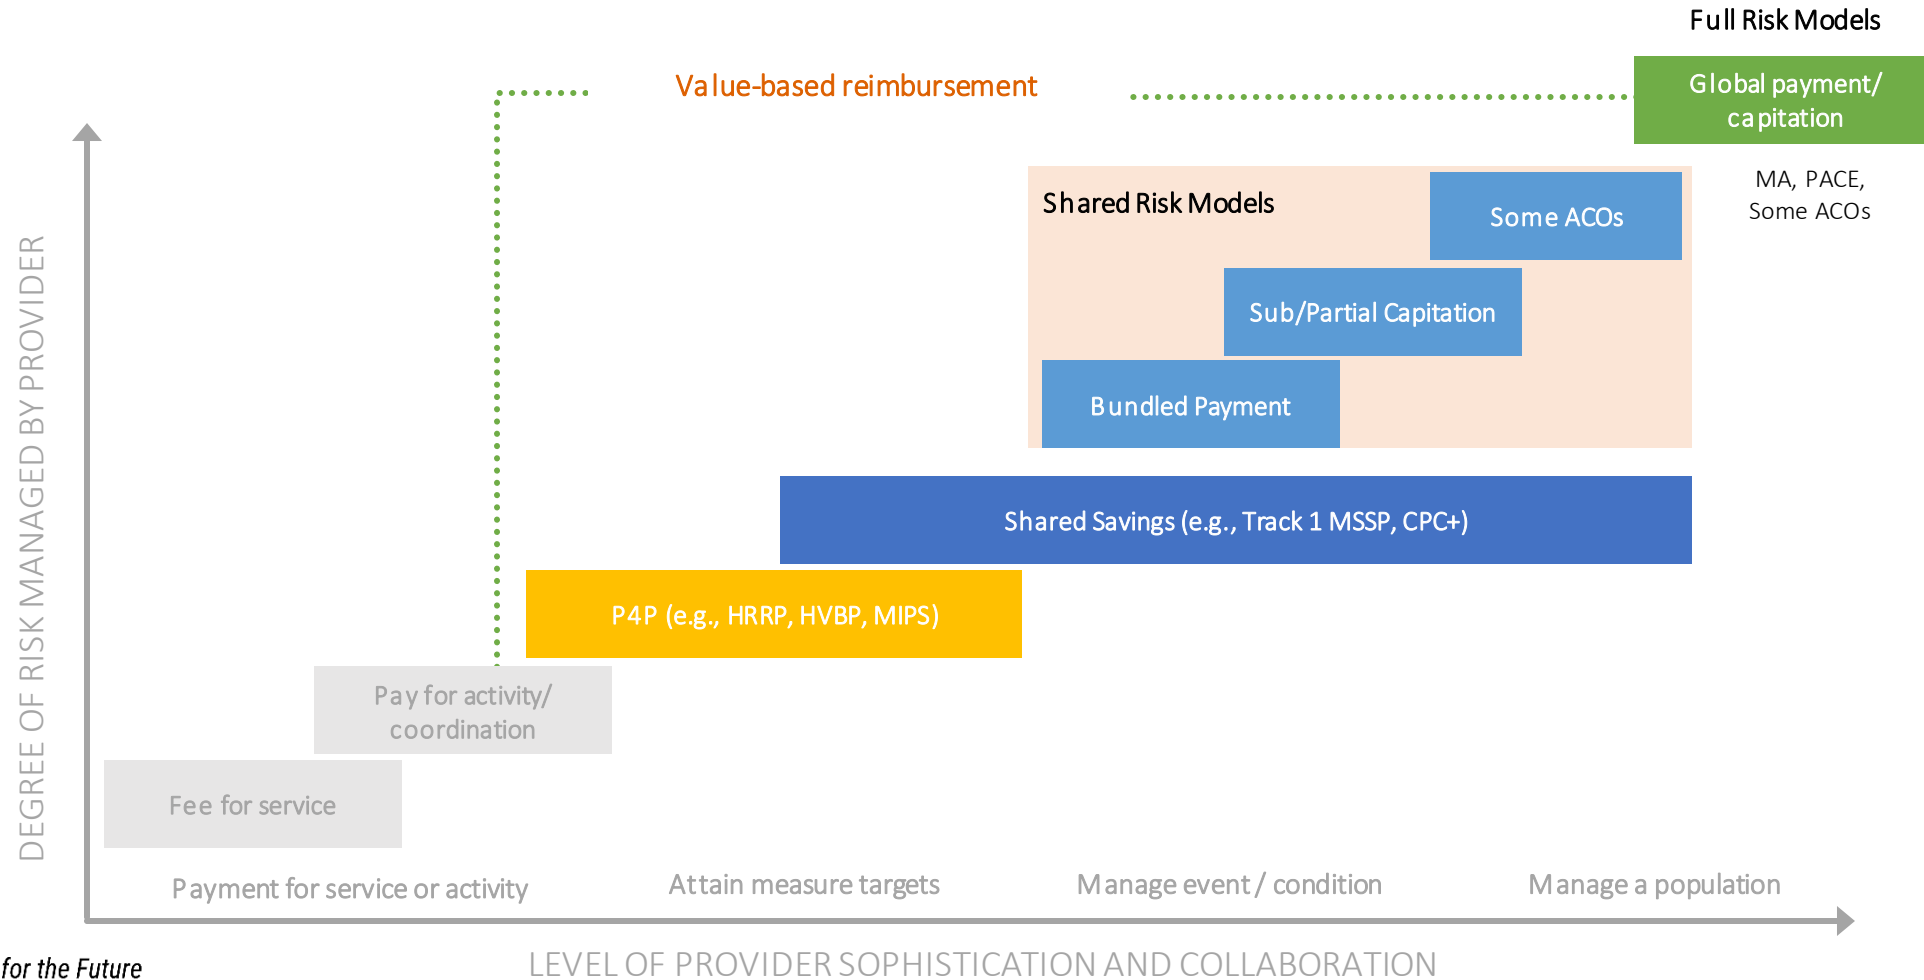 Full Risk Models
Value-based reimbursement
Global payment/
capitation
MA, PACE,
Some ACOs
Shared Risk Models
Some ACOs
Sub/Partial Capitation
Bundled Payment
Shared Savings (e.g., Track 1 MSSP, CPC+)
P4P (e.g., HRRP, HVBP, MIPS)
Pay for activity/
coordination
Fee for service
DEGREE OF RISK MANAGED BY PROVIDER
Payment for service or activity
Attain measure targets
Manage event / condition
Manage a population
LEVEL OF PROVIDER SOPHISTICATION AND COLLABORATION
for the Future